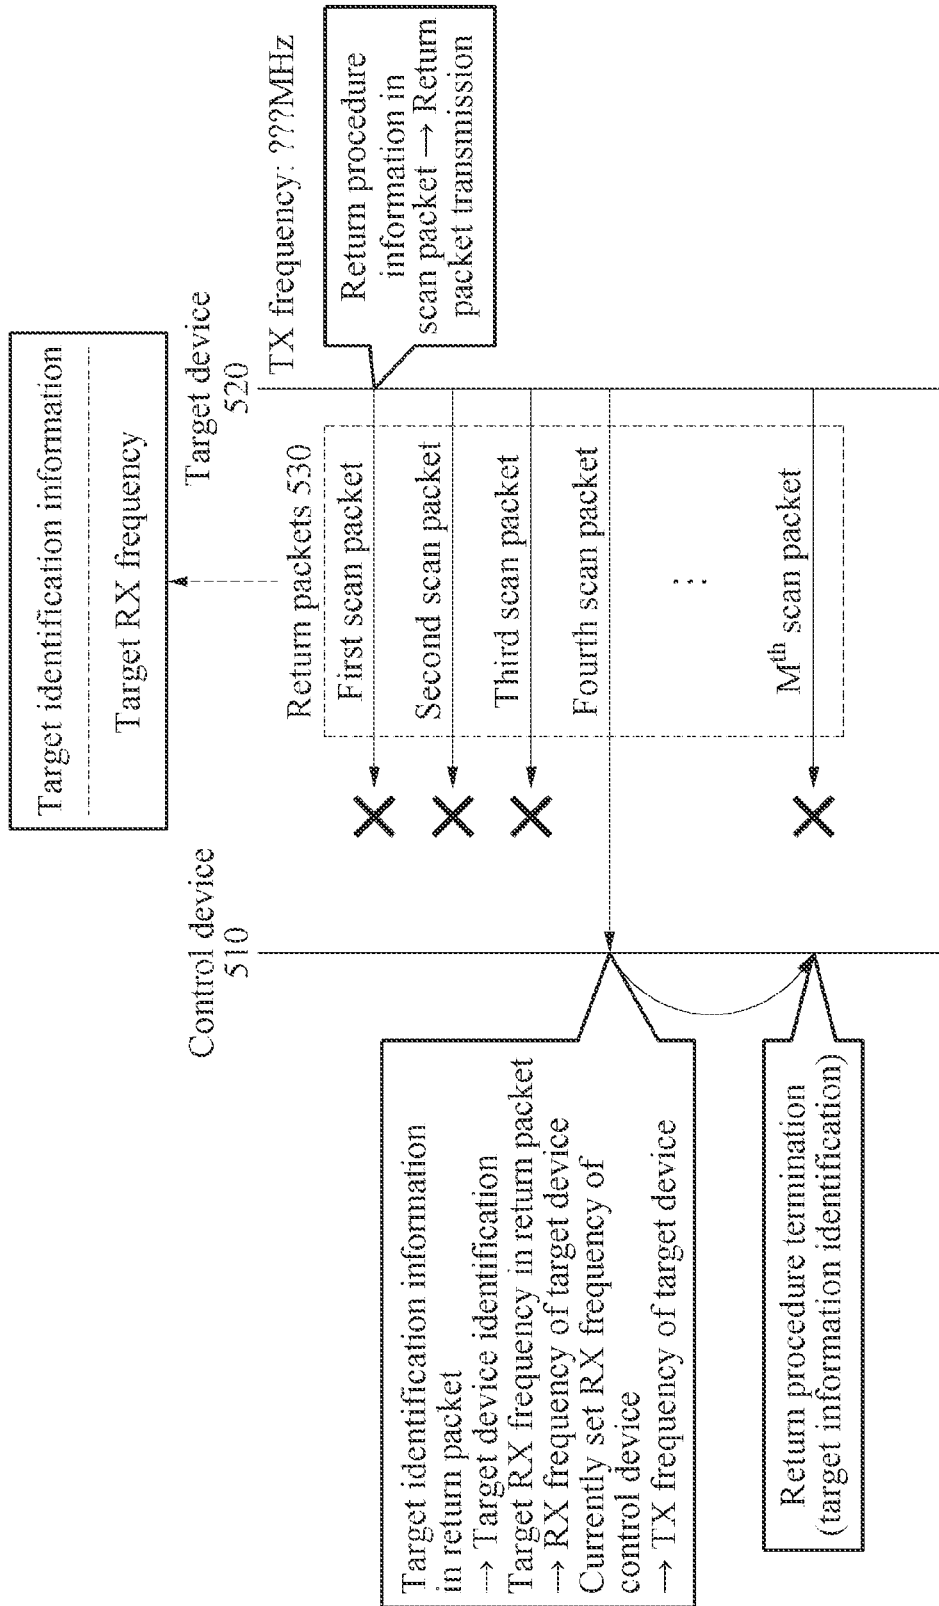 Target identification information
Target RX frequency
Control device
510
Target device
520
TX frequency: ???MHz
Return packets 530
First scan packet
Second scan packet
Third scan packet
Fourth scan packet
⋮
Mth scan packet
Return procedure
information in
scan packet → Return
packet transmission
Target identification information
in return packet
→ Target device identification
Target RX frequency in return packet
→ RX frequency of target device
Currently set RX frequency of
control device
→ TX frequency of target device
Return procedure termination
(target information identification)